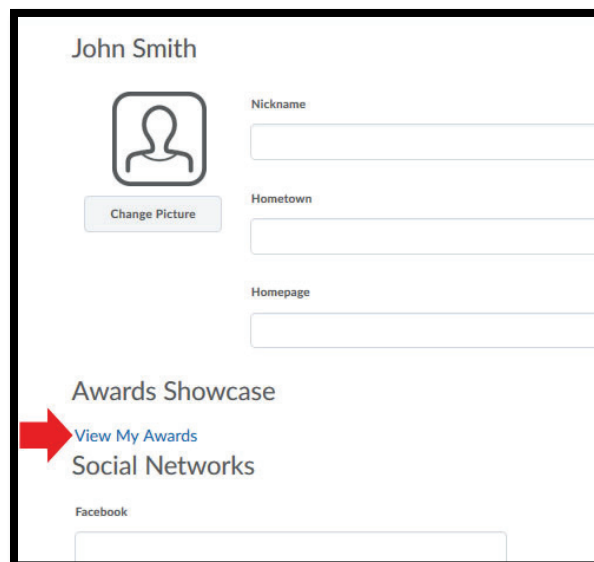 John Smith
Nickname
Change Picture
Hometown
Homepage
Awards Showcase
View My Awards
Social Networks
Facebook